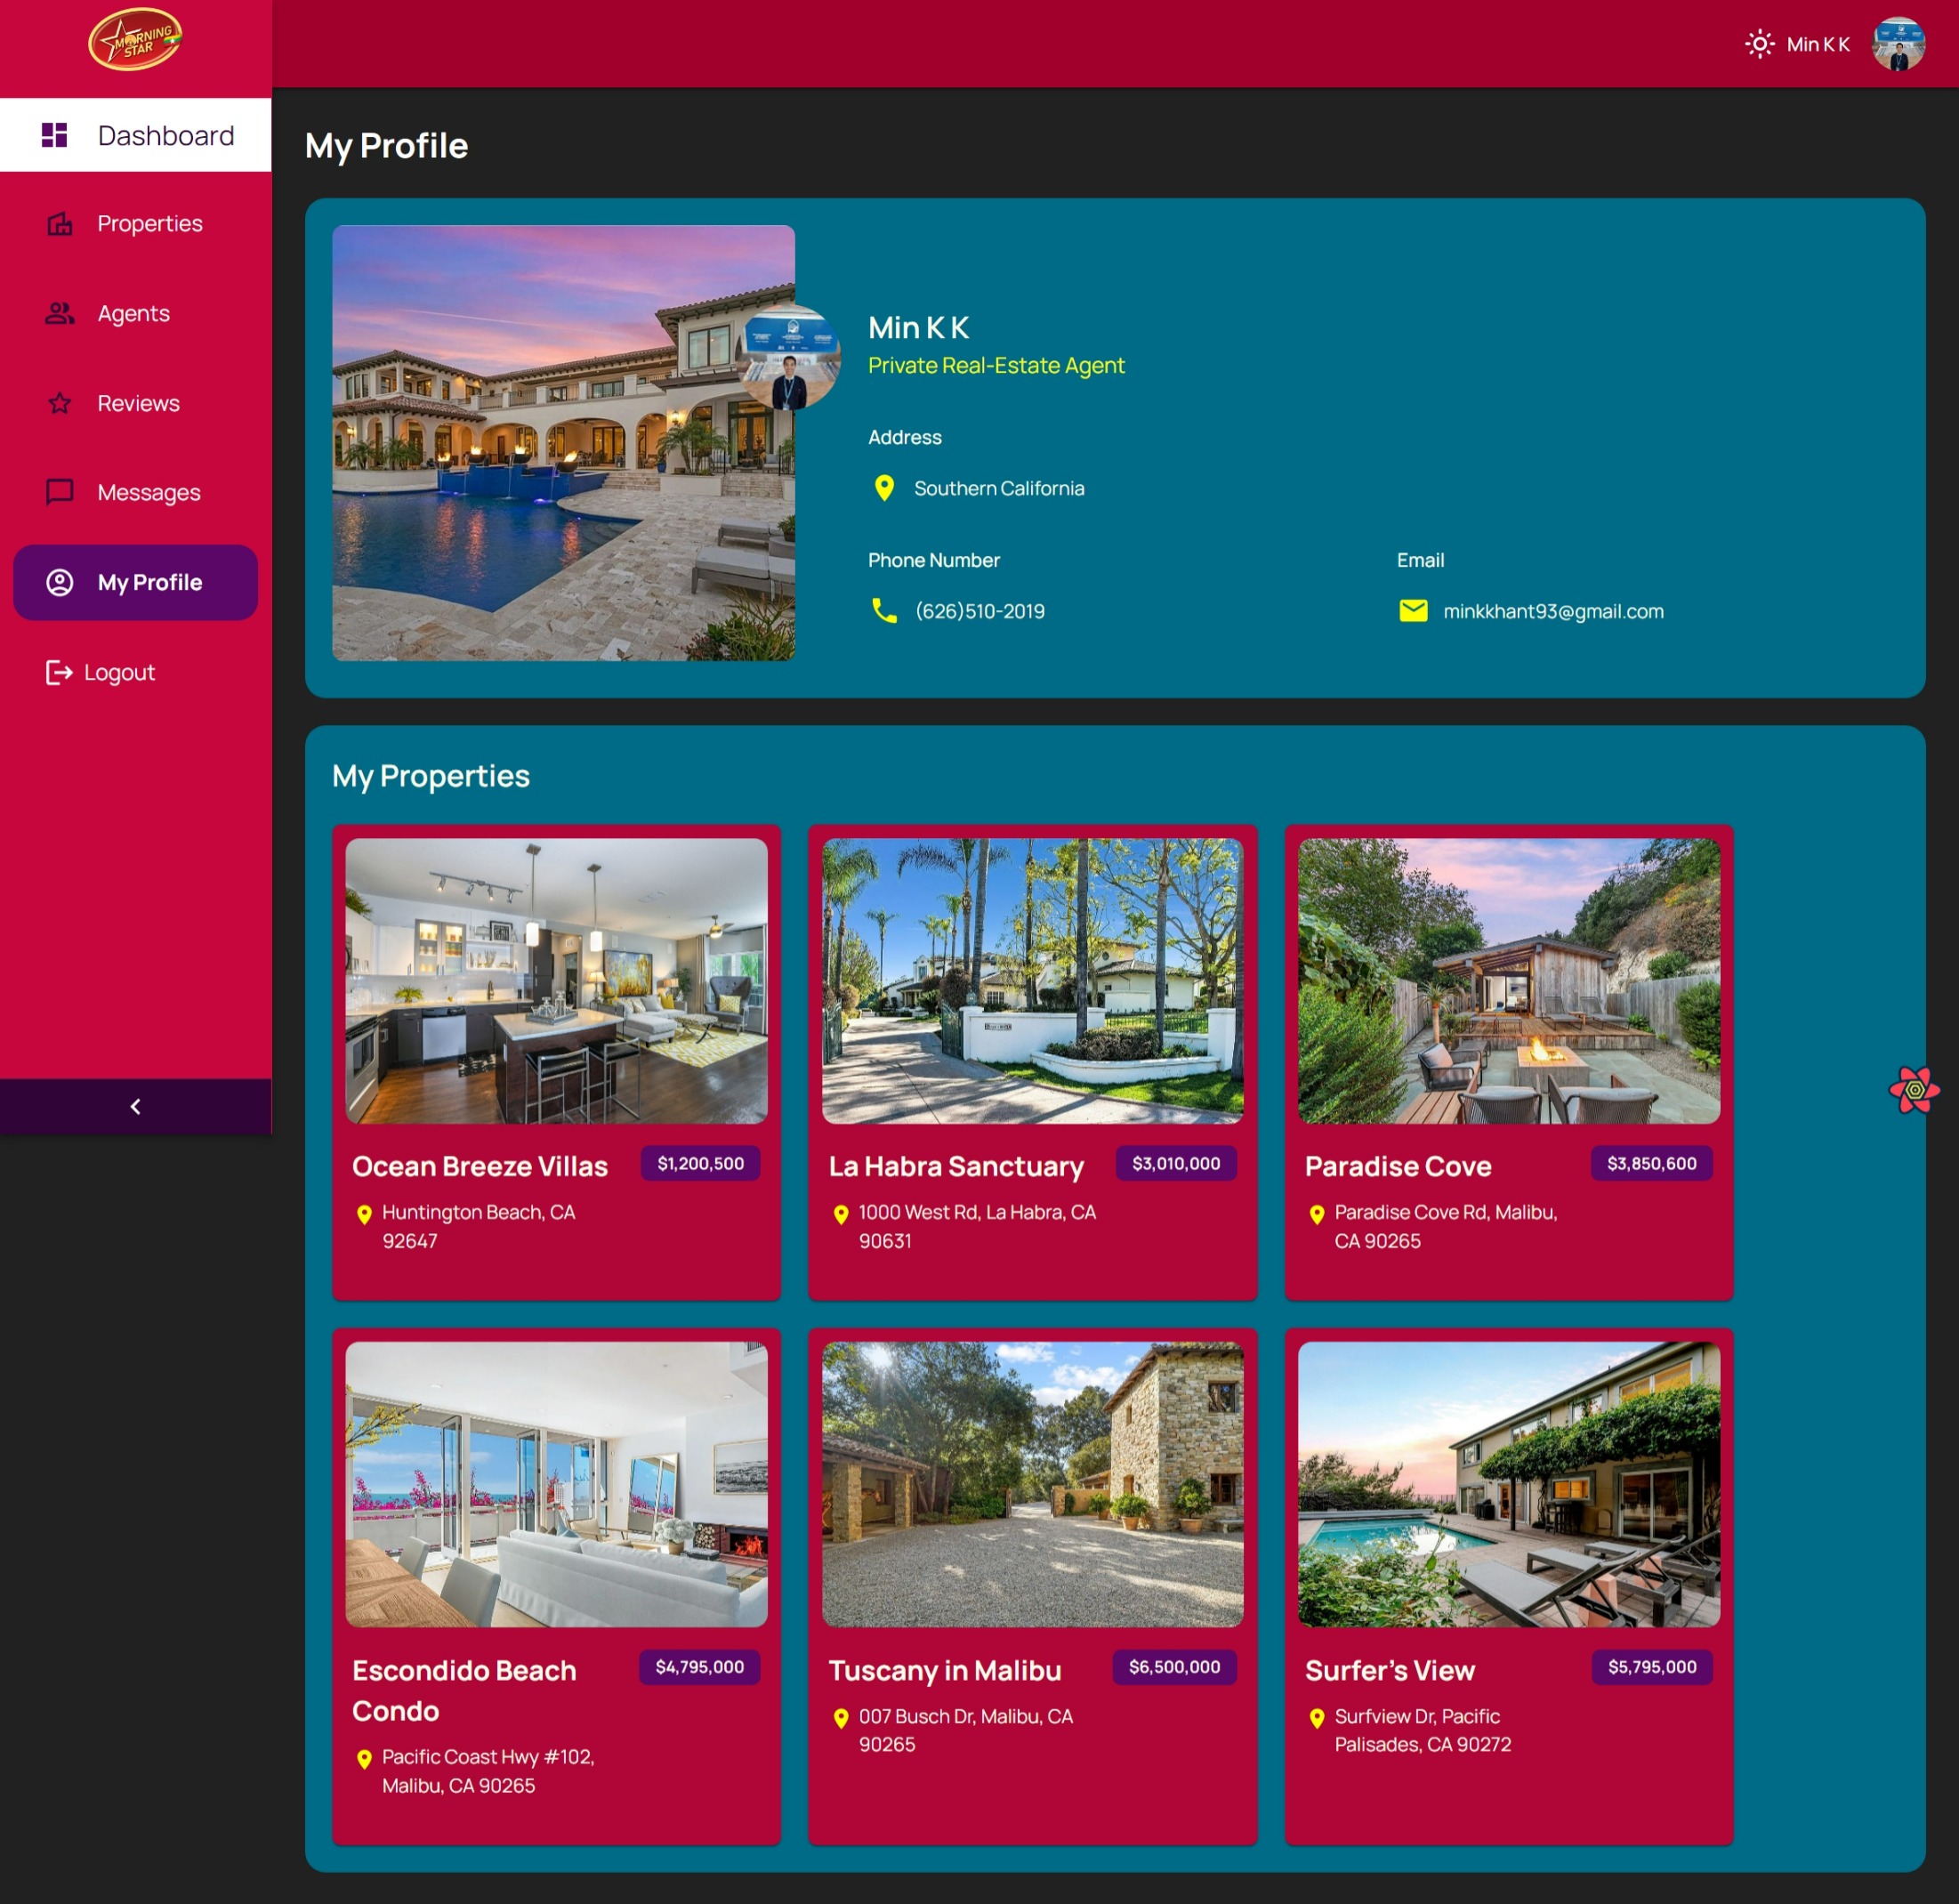 MORNING
STAR
Min K K
Dashboard
Properties
Agents
Reviews
Messages
My Profile
Logout
My Profile
Min K K
Private Real-Estate Agent
Address
Southern California
Phone Number
Email
(626)510-2019
minkkhant93@gmail.com
My Properties
Ocean Breeze Villas
$1,200,500
Huntington Beach, CA
92647
La Habra Sanctuary
$3,010,000
1000 West Rd, La Habra, CA
90631
Paradise Cove
$3,850,600
Paradise Cove Rd, Malibu,
CA 90265
Escondido Beach
Condo
$4,795,000
Pacific Coast Hwy #102,
Malibu, CA 90265
Tuscany in Malibu
$6,500,000
007 Busch Dr, Malibu, CA
90265
Surfer's View
$5,795,000
Surfview Dr, Pacific
Palisades, CA 90272